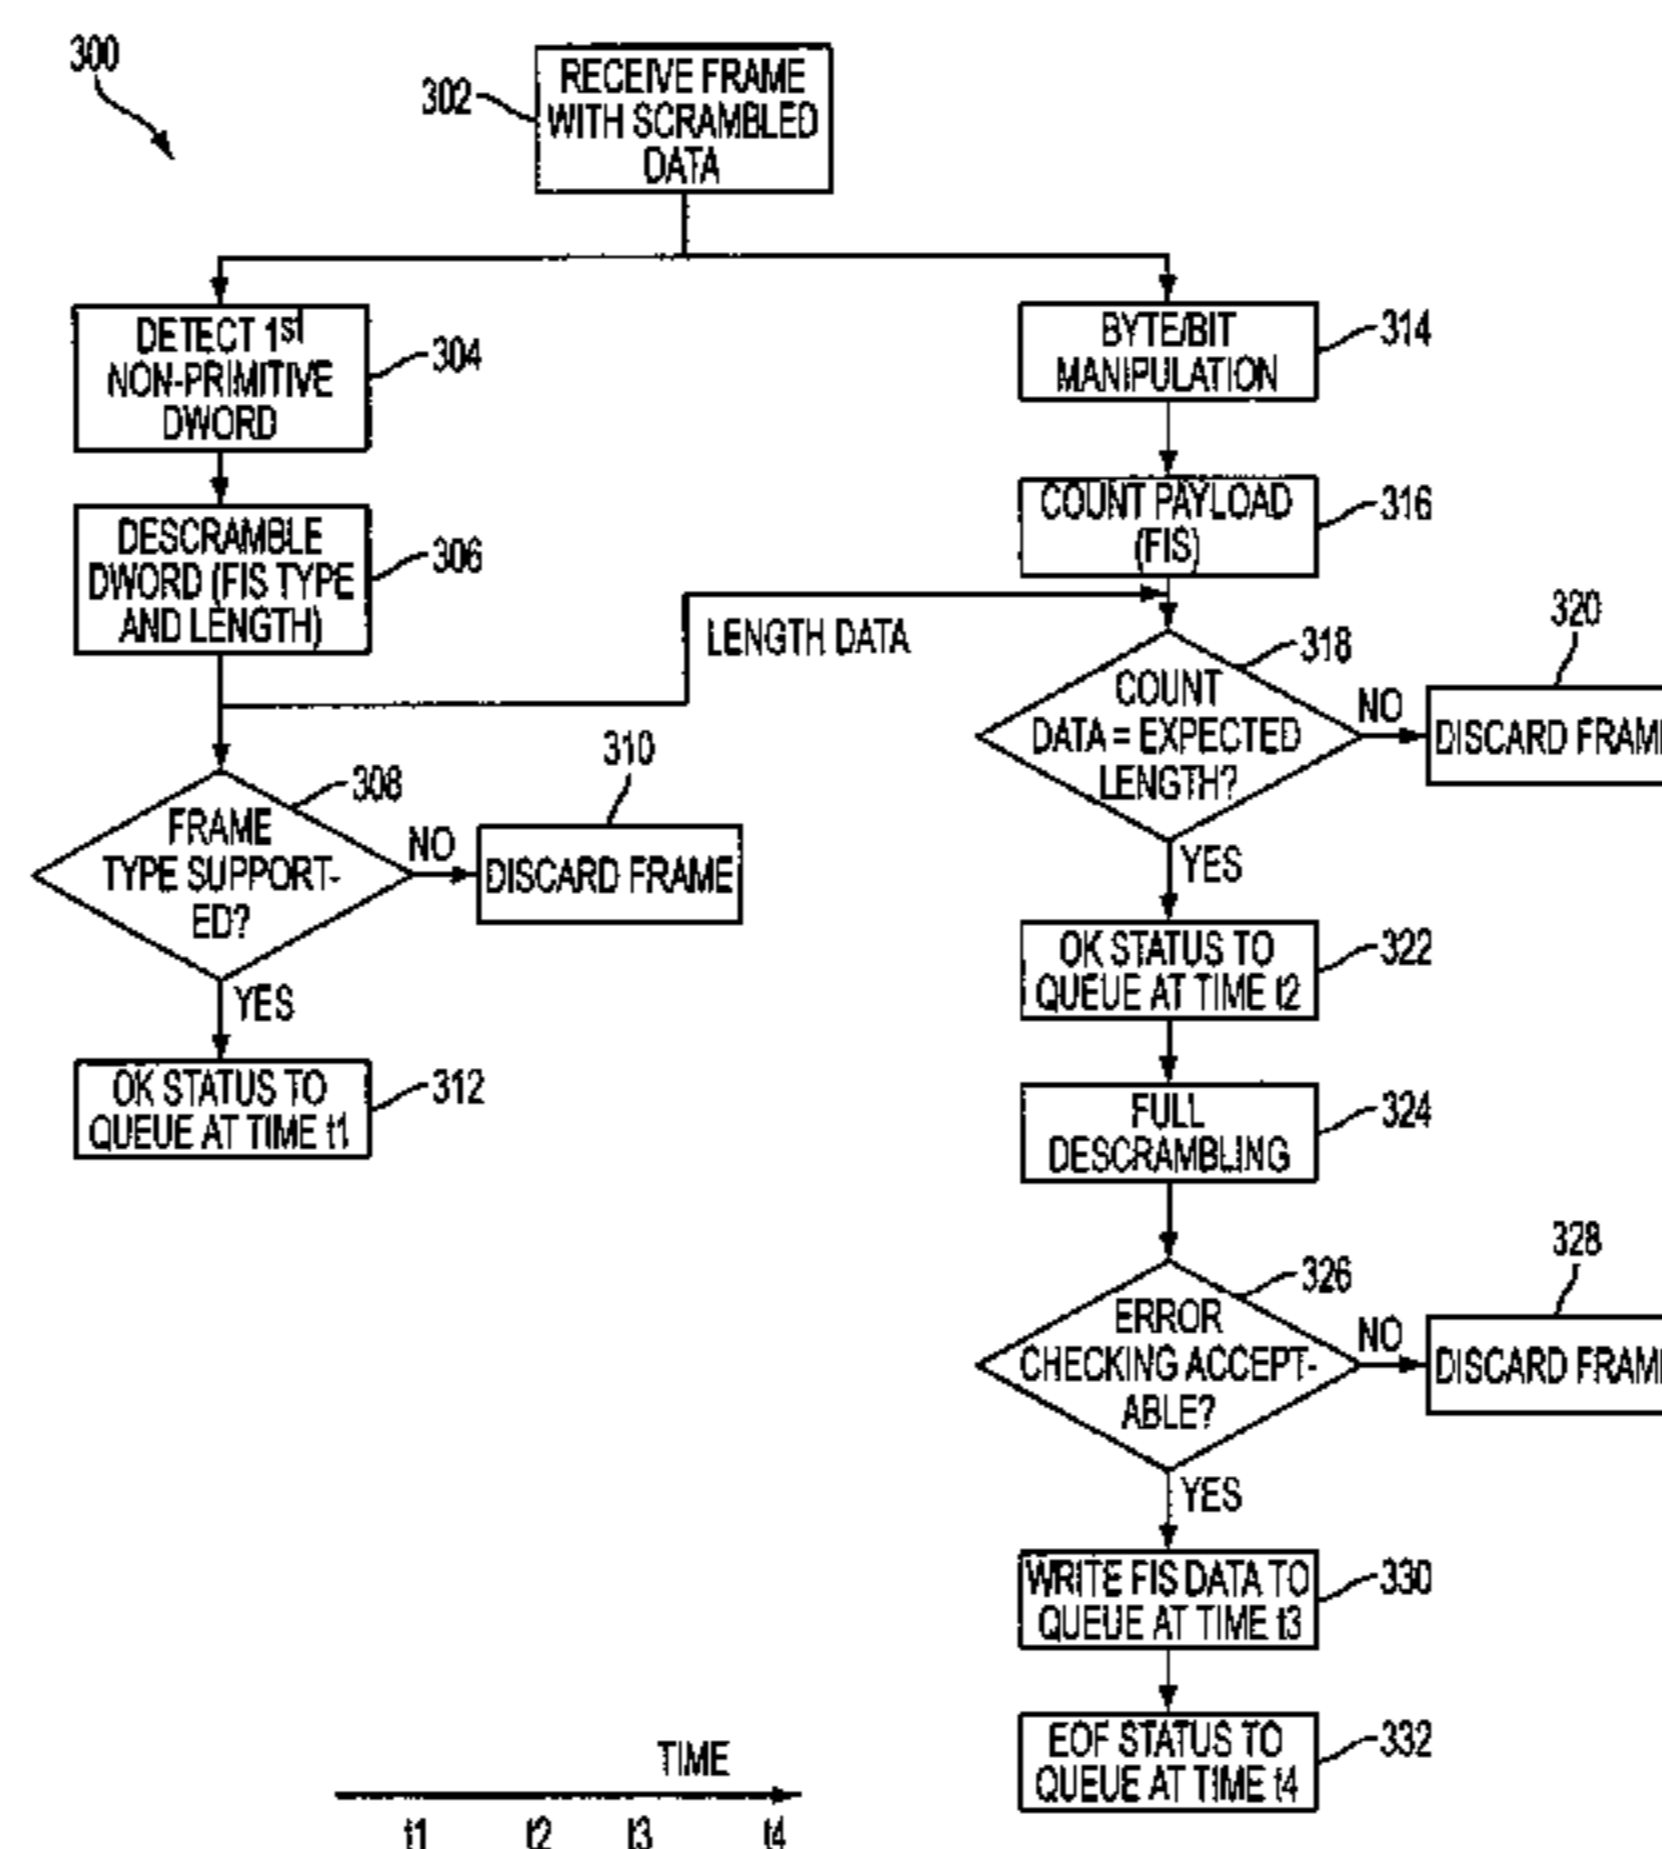 300
302
RECEIVE FRAME
WITH SCRAMBLED
DATA
DETECT 1st
NON-PRIMITIVE
DWORD
304
DESCRAMBLE
DWORD (FIS TYPE
AND LENGTH)
306
LENGTH DATA
308
FRAME
TYPE SUPPORT-
ED?
NO
310
DISCARD FRAME
YES
OK STATUS TO
QUEUE AT TIME t1
312
BYTE/BIT
MANIPULATION
314
COUNT PAYLOAD
(FIS)
316
318
COUNT
DATA = EXPECTED
LENGTH?
NO
320
DISCARD FRAM
YES
OK STATUS TO
QUEUE AT TIME t2
322
FULL
DESCRAMBLING
324
326
ERROR
CHECKING ACCEPT-
ABLE?
NO
328
DISCARD FRAM
YES
WRITE FIS DATA TO
QUEUE AT TIME t3
330
EOF STATUS TO
QUEUE AT TIME t4
332
TIME
t1 t2 t3 t4